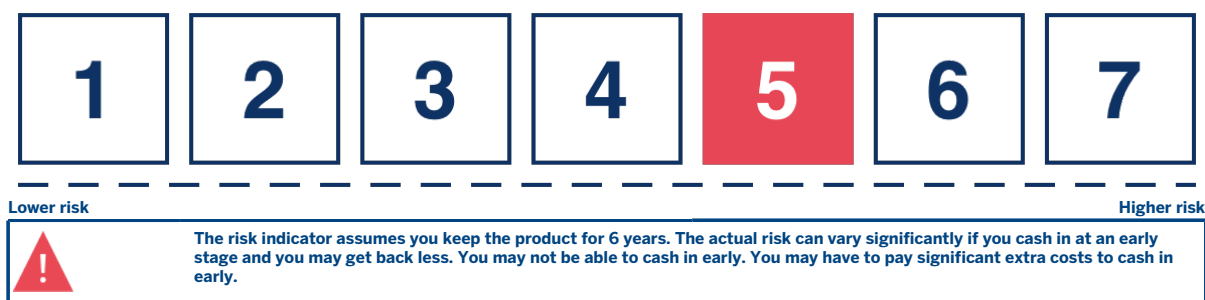 1 2 3 4 5 6 7
Lower risk Higher risk
!
The risk indicator assumes you keep the product for 6 years. The actual risk can vary significantly if you cash in at an early
stage and you may get back less. You may not be able to cash in early. You may have to pay significant extra costs to cash in
early.